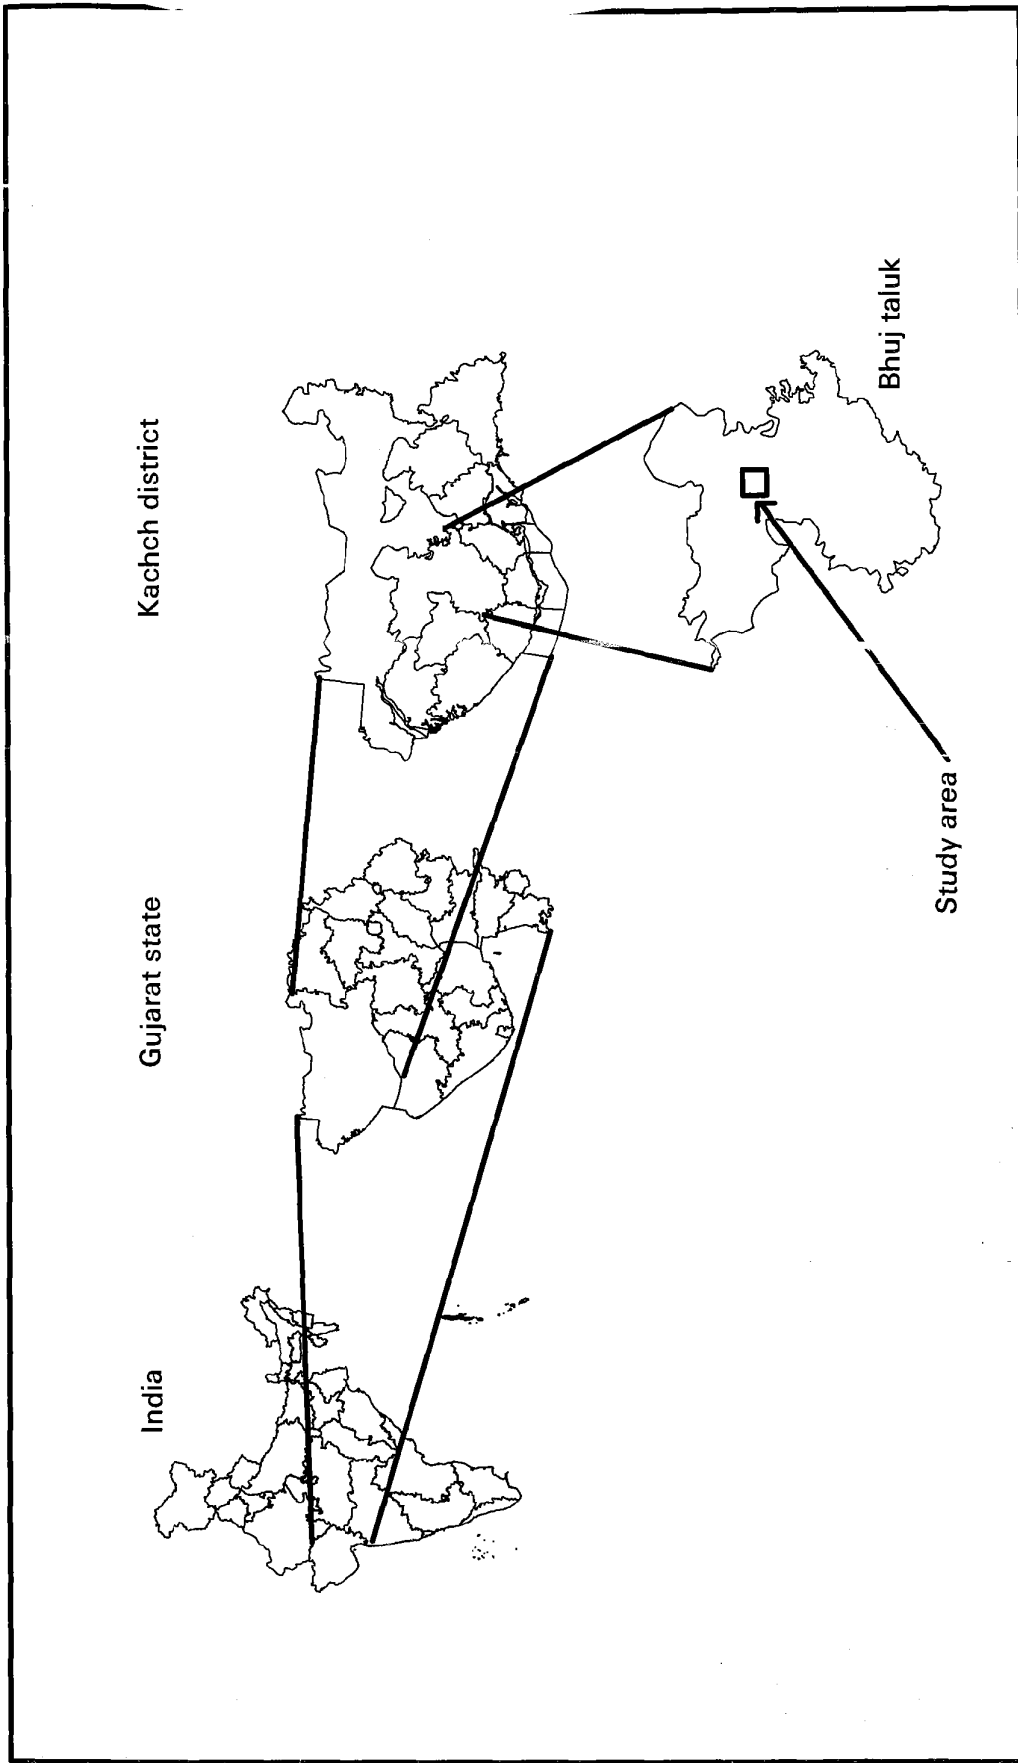 India
Gujarat state
Kachch district
Bhuj taluk
Study area